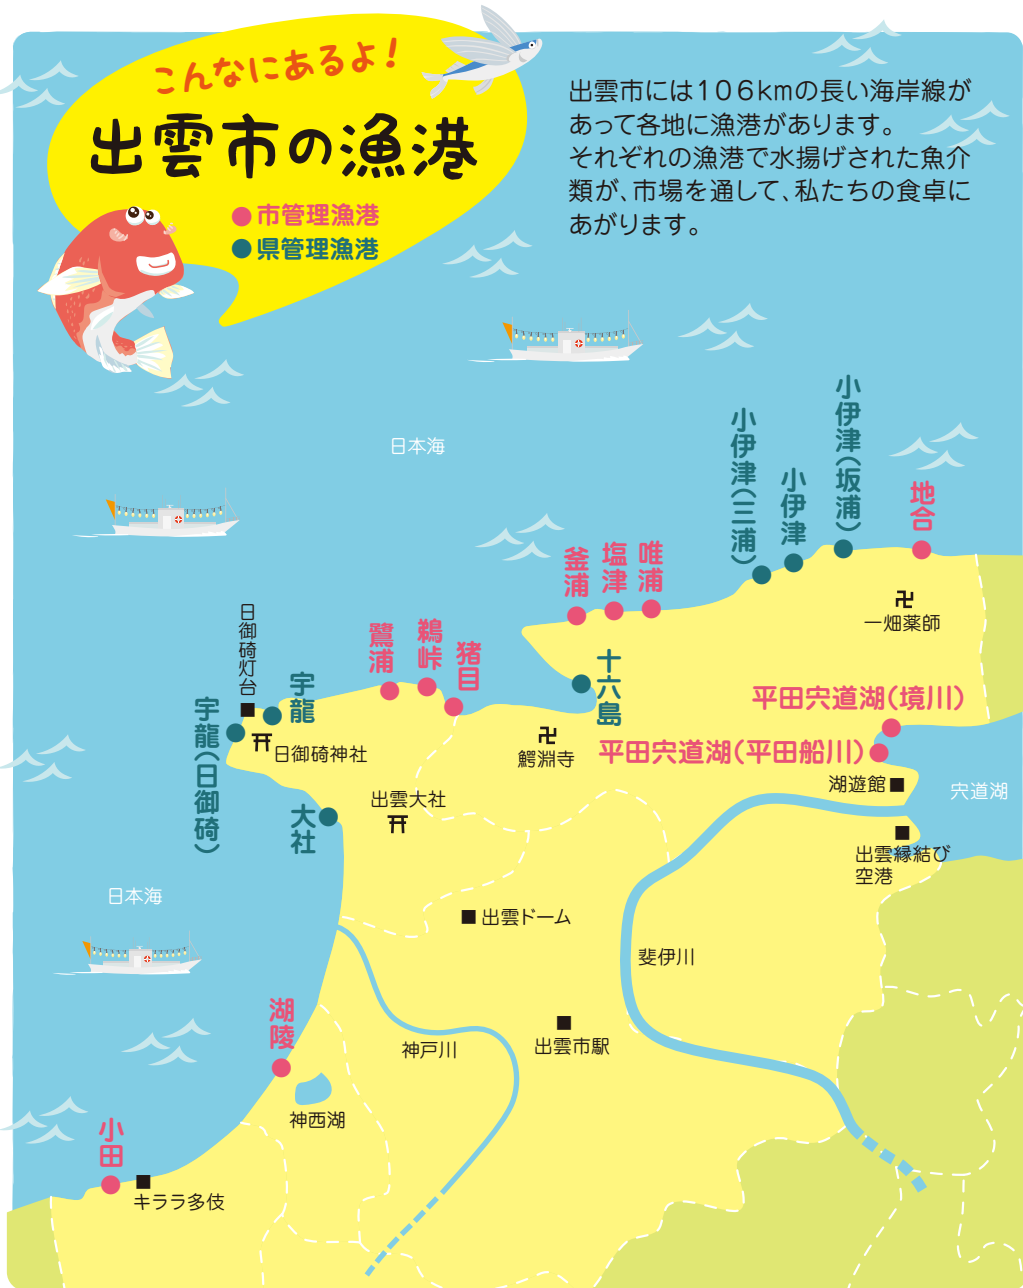 こんなにあるよ!
出雲市の漁港
●市管理漁港
●県管理漁港
出雲市には106kmの長い海岸線が
あって各地に漁港があります。
それぞれの漁港で水揚げされた魚介
類が、市場を通して、私たちの食卓に
あがります。
日本海
小伊津(三浦)
小伊津
小伊津(坂浦)
地合
釜浦
塩津
唯浦
一畑薬師
鷺浦
鵜峠
猪目
十六島
日御碕灯台
宇龍
宇龍(日御碕)
日御碕神社
鰐淵寺
平田宍道湖(境川)
平田宍道湖(平田船川)
湖遊館
宍道湖
大社
出雲大社
出雲縁結び
空港
日本海
出雲ドーム
斐伊川
湖陵
神戸川
出雲市駅
神西湖
小田
キララ多伎